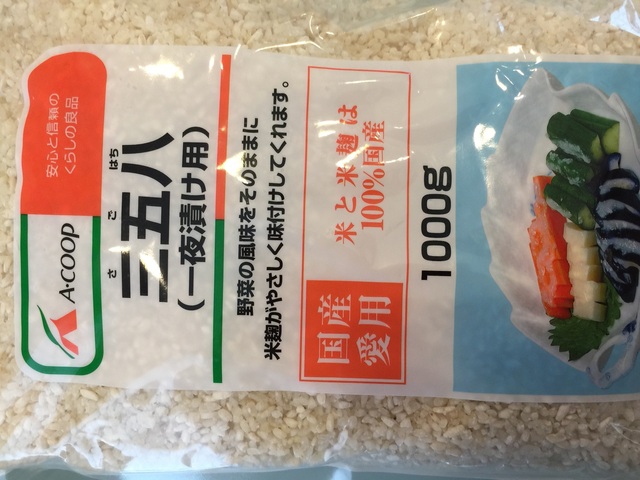 安心と信頼の
くらしの良品
A·COOP
さごはち
三五八
(一夜漬け用)
野菜の風味をそのままに
米麹がやさしく味付けしてくれます。
米と米麹は
100%国産
国産
愛用
1000g